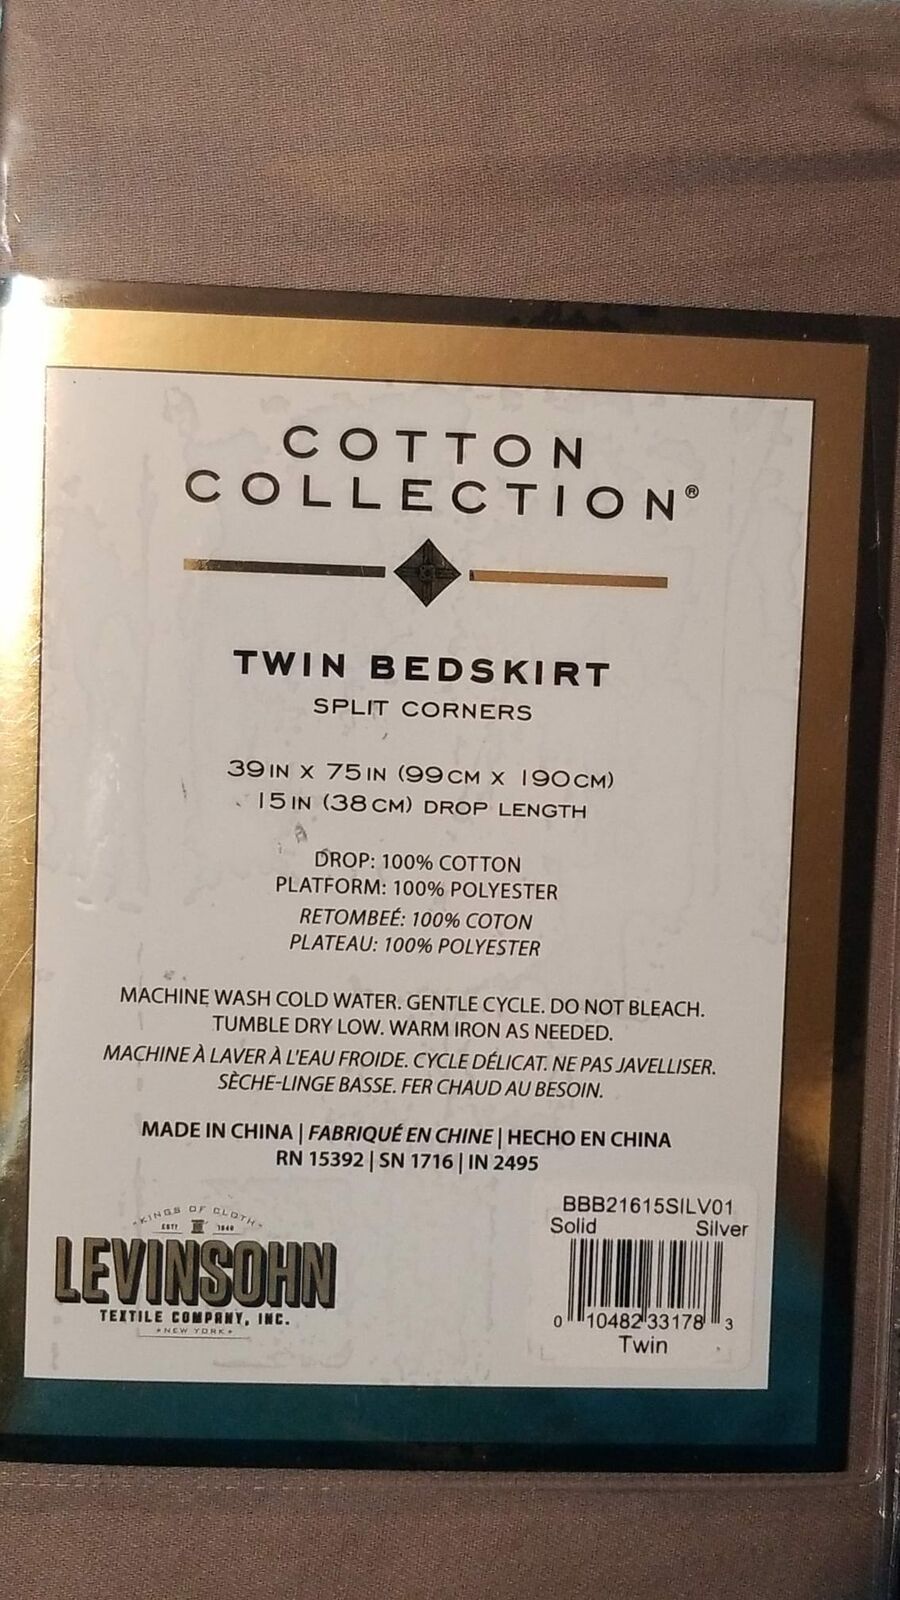 COTTON
COLLECTION®
TWIN BEDSKIRT
SPLIT CORNERS
39IN X 75IN (99CM X 190CM)
15IN (38CM) DROP LENGTH
DROP: 100% COTTON
PLATFORM: 100% POLYESTER
RETOMBEÉ: 100% COTON
PLATEAU: 100% POLYESTER
MACHINE WASH COLD WATER. GENTLE CYCLE. DO NOT BLEACH.
TUMBLE DRY LOW. WARM IRON AS NEEDED.
MACHINE À LAVER À L'EAU FROIDE. CYCLE DÉLICAT. NE PAS JAVELLISER.
SÈCHE-LINGE BASSE. FER CHAUD AU BESOIN.
MADE IN CHINA | FABRIQUÉ EN CHINE | HECHO EN CHINA
RN 15392 | SN 1716 | IN 2495
KINGS OF CLOTH
ESTD 1840
LEVINSOHN
TEXTILE COMPANY, INC.
NEW YORK
BBB21615SILV01
Solid Silver
0 10482 33178 3
Twin